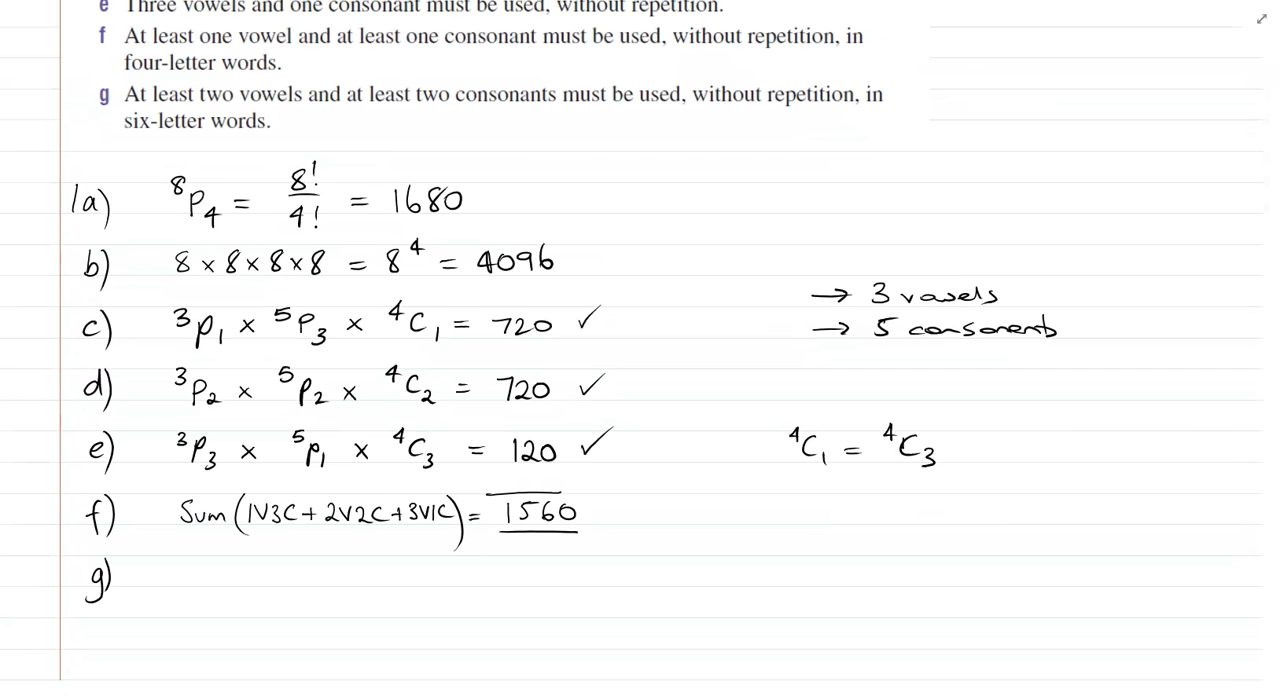 e Three vowels and one consonant must be used, without repetition.
f At least one vowel and at least one consonant must be used, without repetition, in
four-letter words.
g At least two vowels and at least two consonants must be used, without repetition, in
six-letter words.
1a) ⁸P₄ = 8!/4! = 1680
b) 8 × 8 × 8 × 8 = 8⁴ = 4096
→ 3 vowels
c) ³P₁ × ⁵P₃ × ⁴C₁ = 720 ✓
→ 5 consonents
d) ³P₂ × ⁵P₂ × ⁴C₂ = 720 ✓
e) ³P₃ × ⁵P₁ × ⁴C₃ = 120 ✓
⁴C₁ = ⁴C₃
f) Sum (1V3C + 2V2C + 3V1C) = 1560
g)